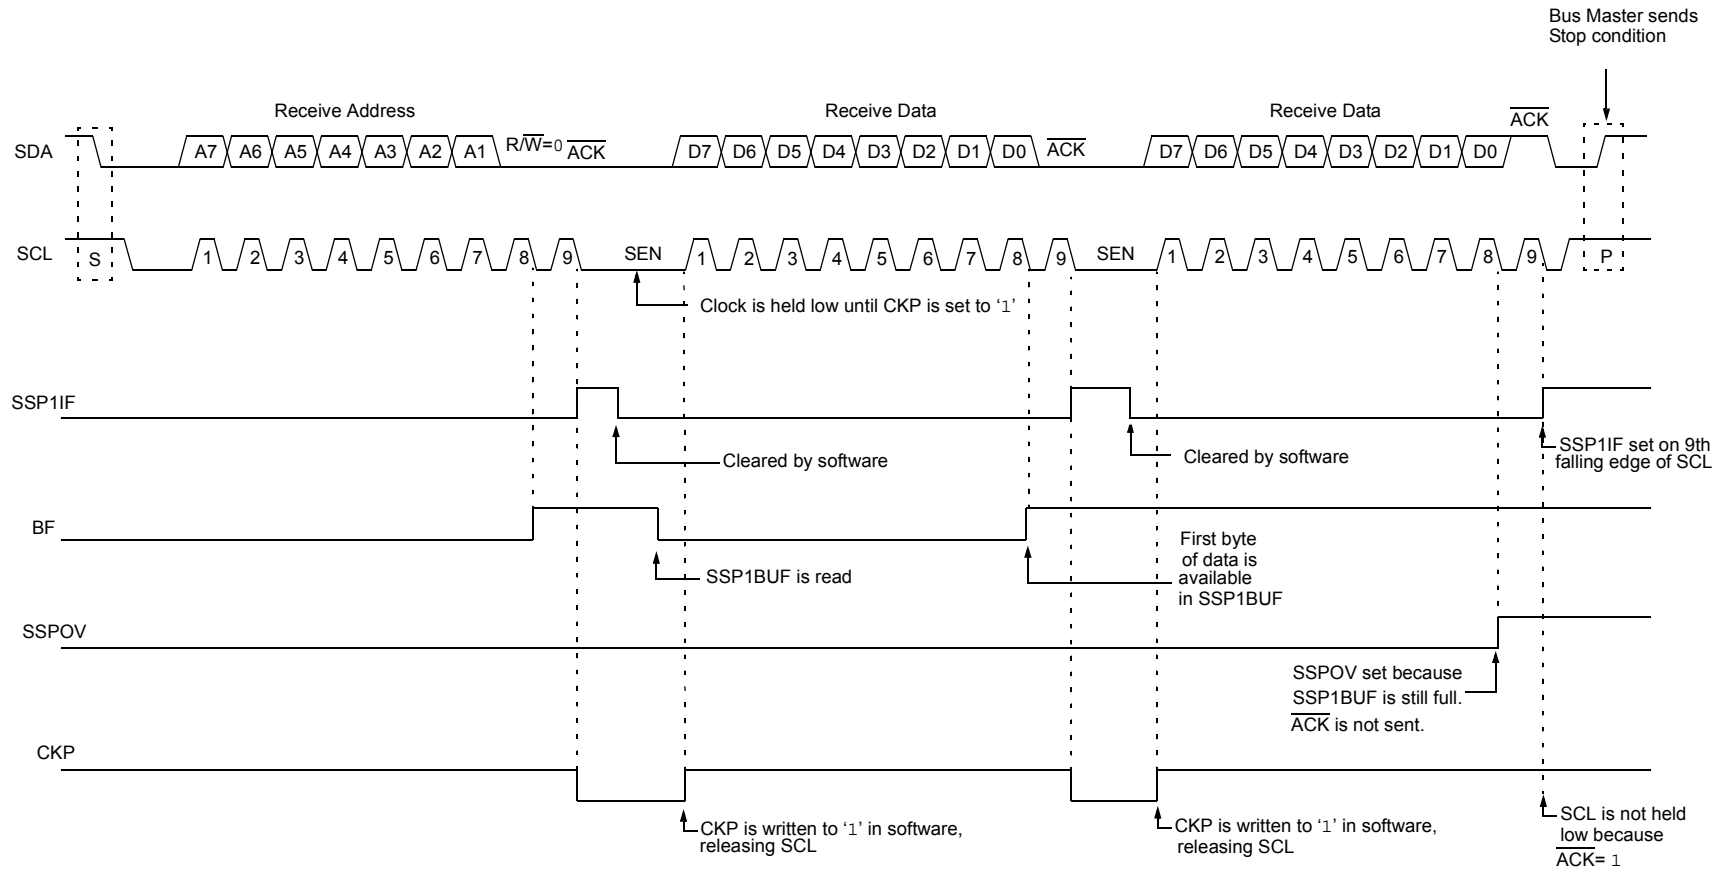 Bus Master sends
Stop condition
Receive Address
Receive Data
Receive Data
ACK
SDA
A7 A6 A5 A4 A3 A2 A1 R/W=0 ACK
D7 D6 D5 D4 D3 D2 D1 D0 ACK
D7 D6 D5 D4 D3 D2 D1 D0
SCL
S
1 2 3 4 5 6 7 8 9 SEN
1 2 3 4 5 6 7 8 9 SEN
1 2 3 4 5 6 7 8 9
P
Clock is held low until CKP is set to ‘1’
SSP1IF
Cleared by software
Cleared by software
SSP1IF set on 9th
falling edge of SCL
BF
SSP1BUF is read
First byte
of data is
available
in SSP1BUF
SSPOV
SSPOV set because
SSP1BUF is still full.
ACK is not sent.
CKP
CKP is written to ‘1’ in software,
releasing SCL
CKP is written to ‘1’ in software,
releasing SCL
SCL is not held
low because
ACK= 1